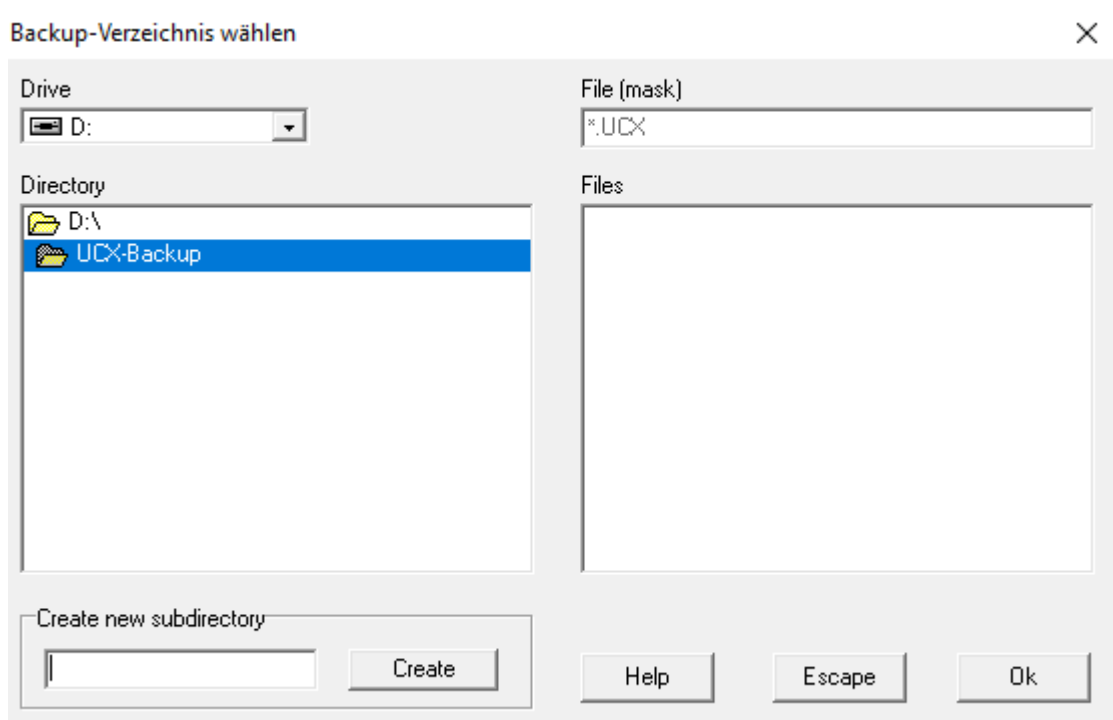 Backup-Verzeichnis wählen
Drive
D:
File (mask)
*.UCX
Directory
D:\
UCX-Backup
Files
Create new subdirectory
Create
Help
Escape
Ok